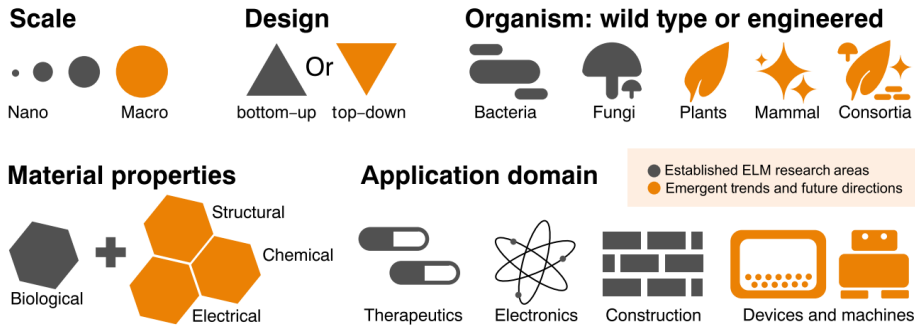 Scale
Design
Organism: wild type or engineered
Or
Nano
Macro
bottom–up
top–down
Bacteria
Fungi
Plants
Mammal
Consortia
Material properties
Application domain
Established ELM research areas
Emergent trends and future directions
Structural
Chemical
Biological
Electrical
Therapeutics
Electronics
Construction
Devices and machines